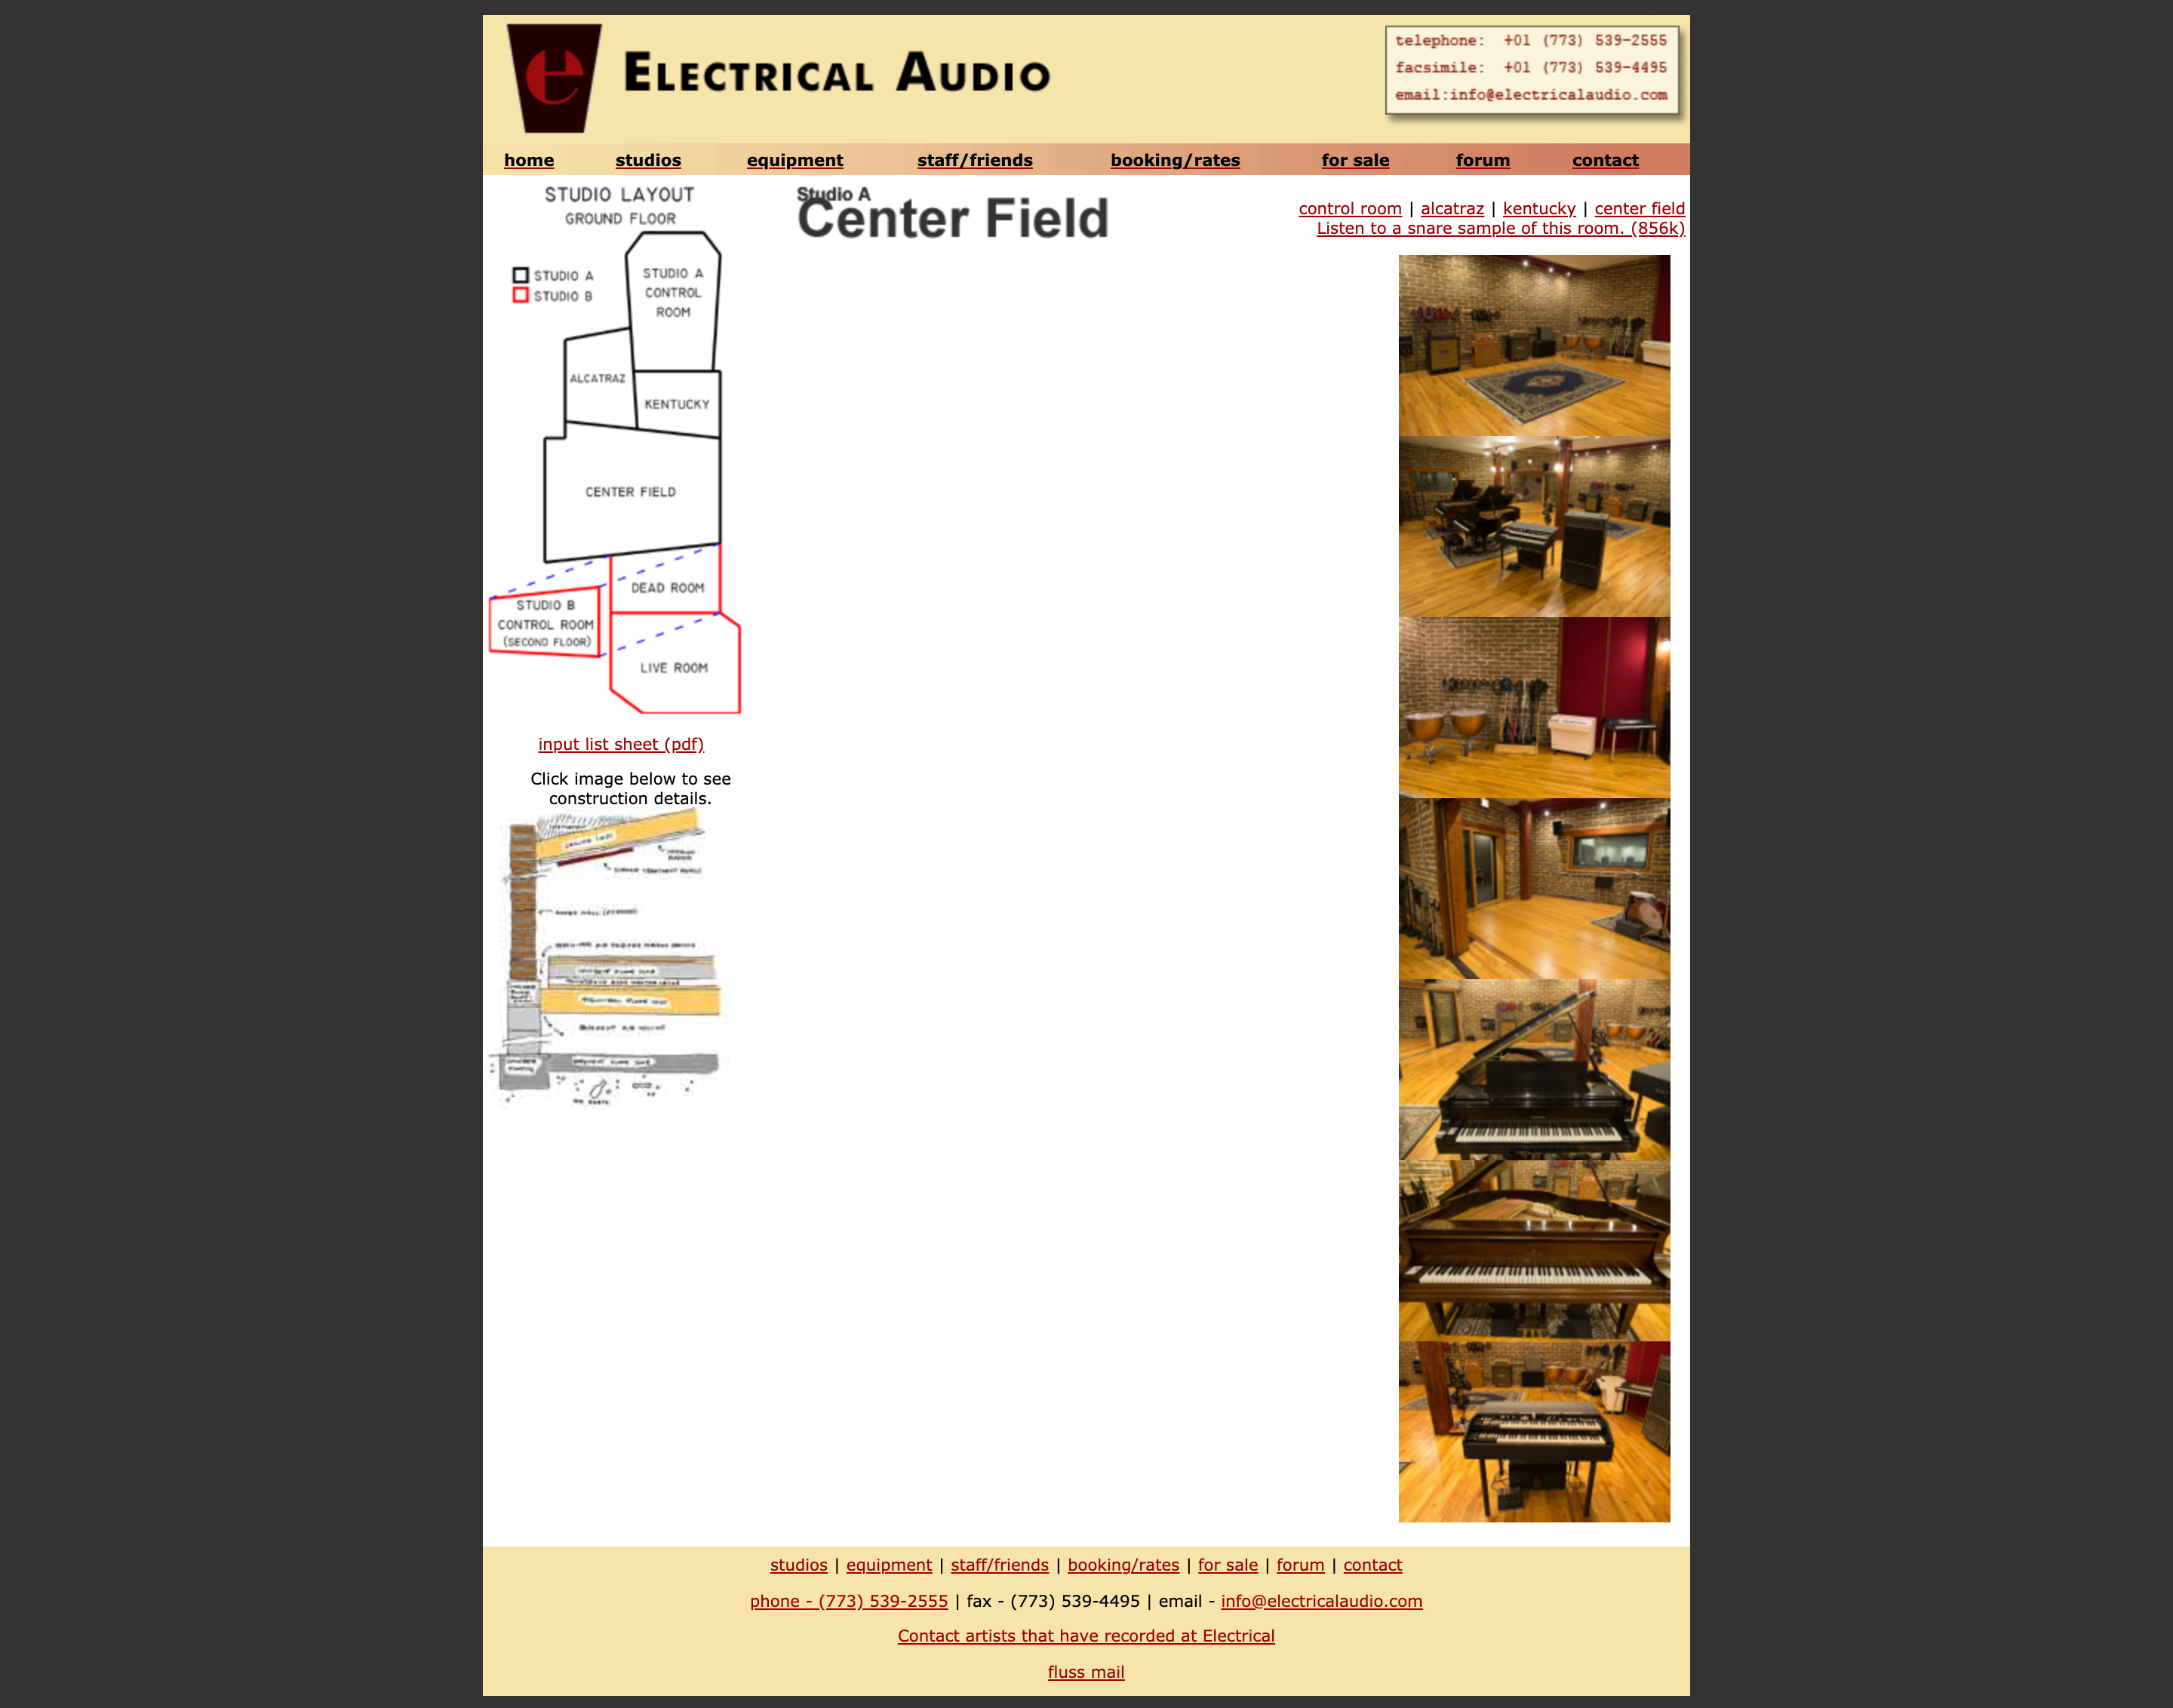 e ELECTRICAL AUDIO
telephone: +01 (773) 539-2555
facsimile: +01 (773) 539-4495
email:info@electricalaudio.com
home studios equipment staff/friends booking/rates for sale forum contact
STUDIO LAYOUT
GROUND FLOOR
STUDIO A
STUDIO B
STUDIO A
CONTROL
ROOM
ALCATRAZ
KENTUCKY
CENTER FIELD
DEAD ROOM
STUDIO B
CONTROL ROOM
(SECOND FLOOR)
LIVE ROOM
input list sheet (pdf)
Click image below to see
construction details.
Studio A
Center Field
control room | alcatraz | kentucky | center field
Listen to a snare sample of this room. (856k)
studios | equipment | staff/friends | booking/rates | for sale | forum | contact
phone - (773) 539-2555 | fax - (773) 539-4495 | email - info@electricalaudio.com
Contact artists that have recorded at Electrical
fluss mail